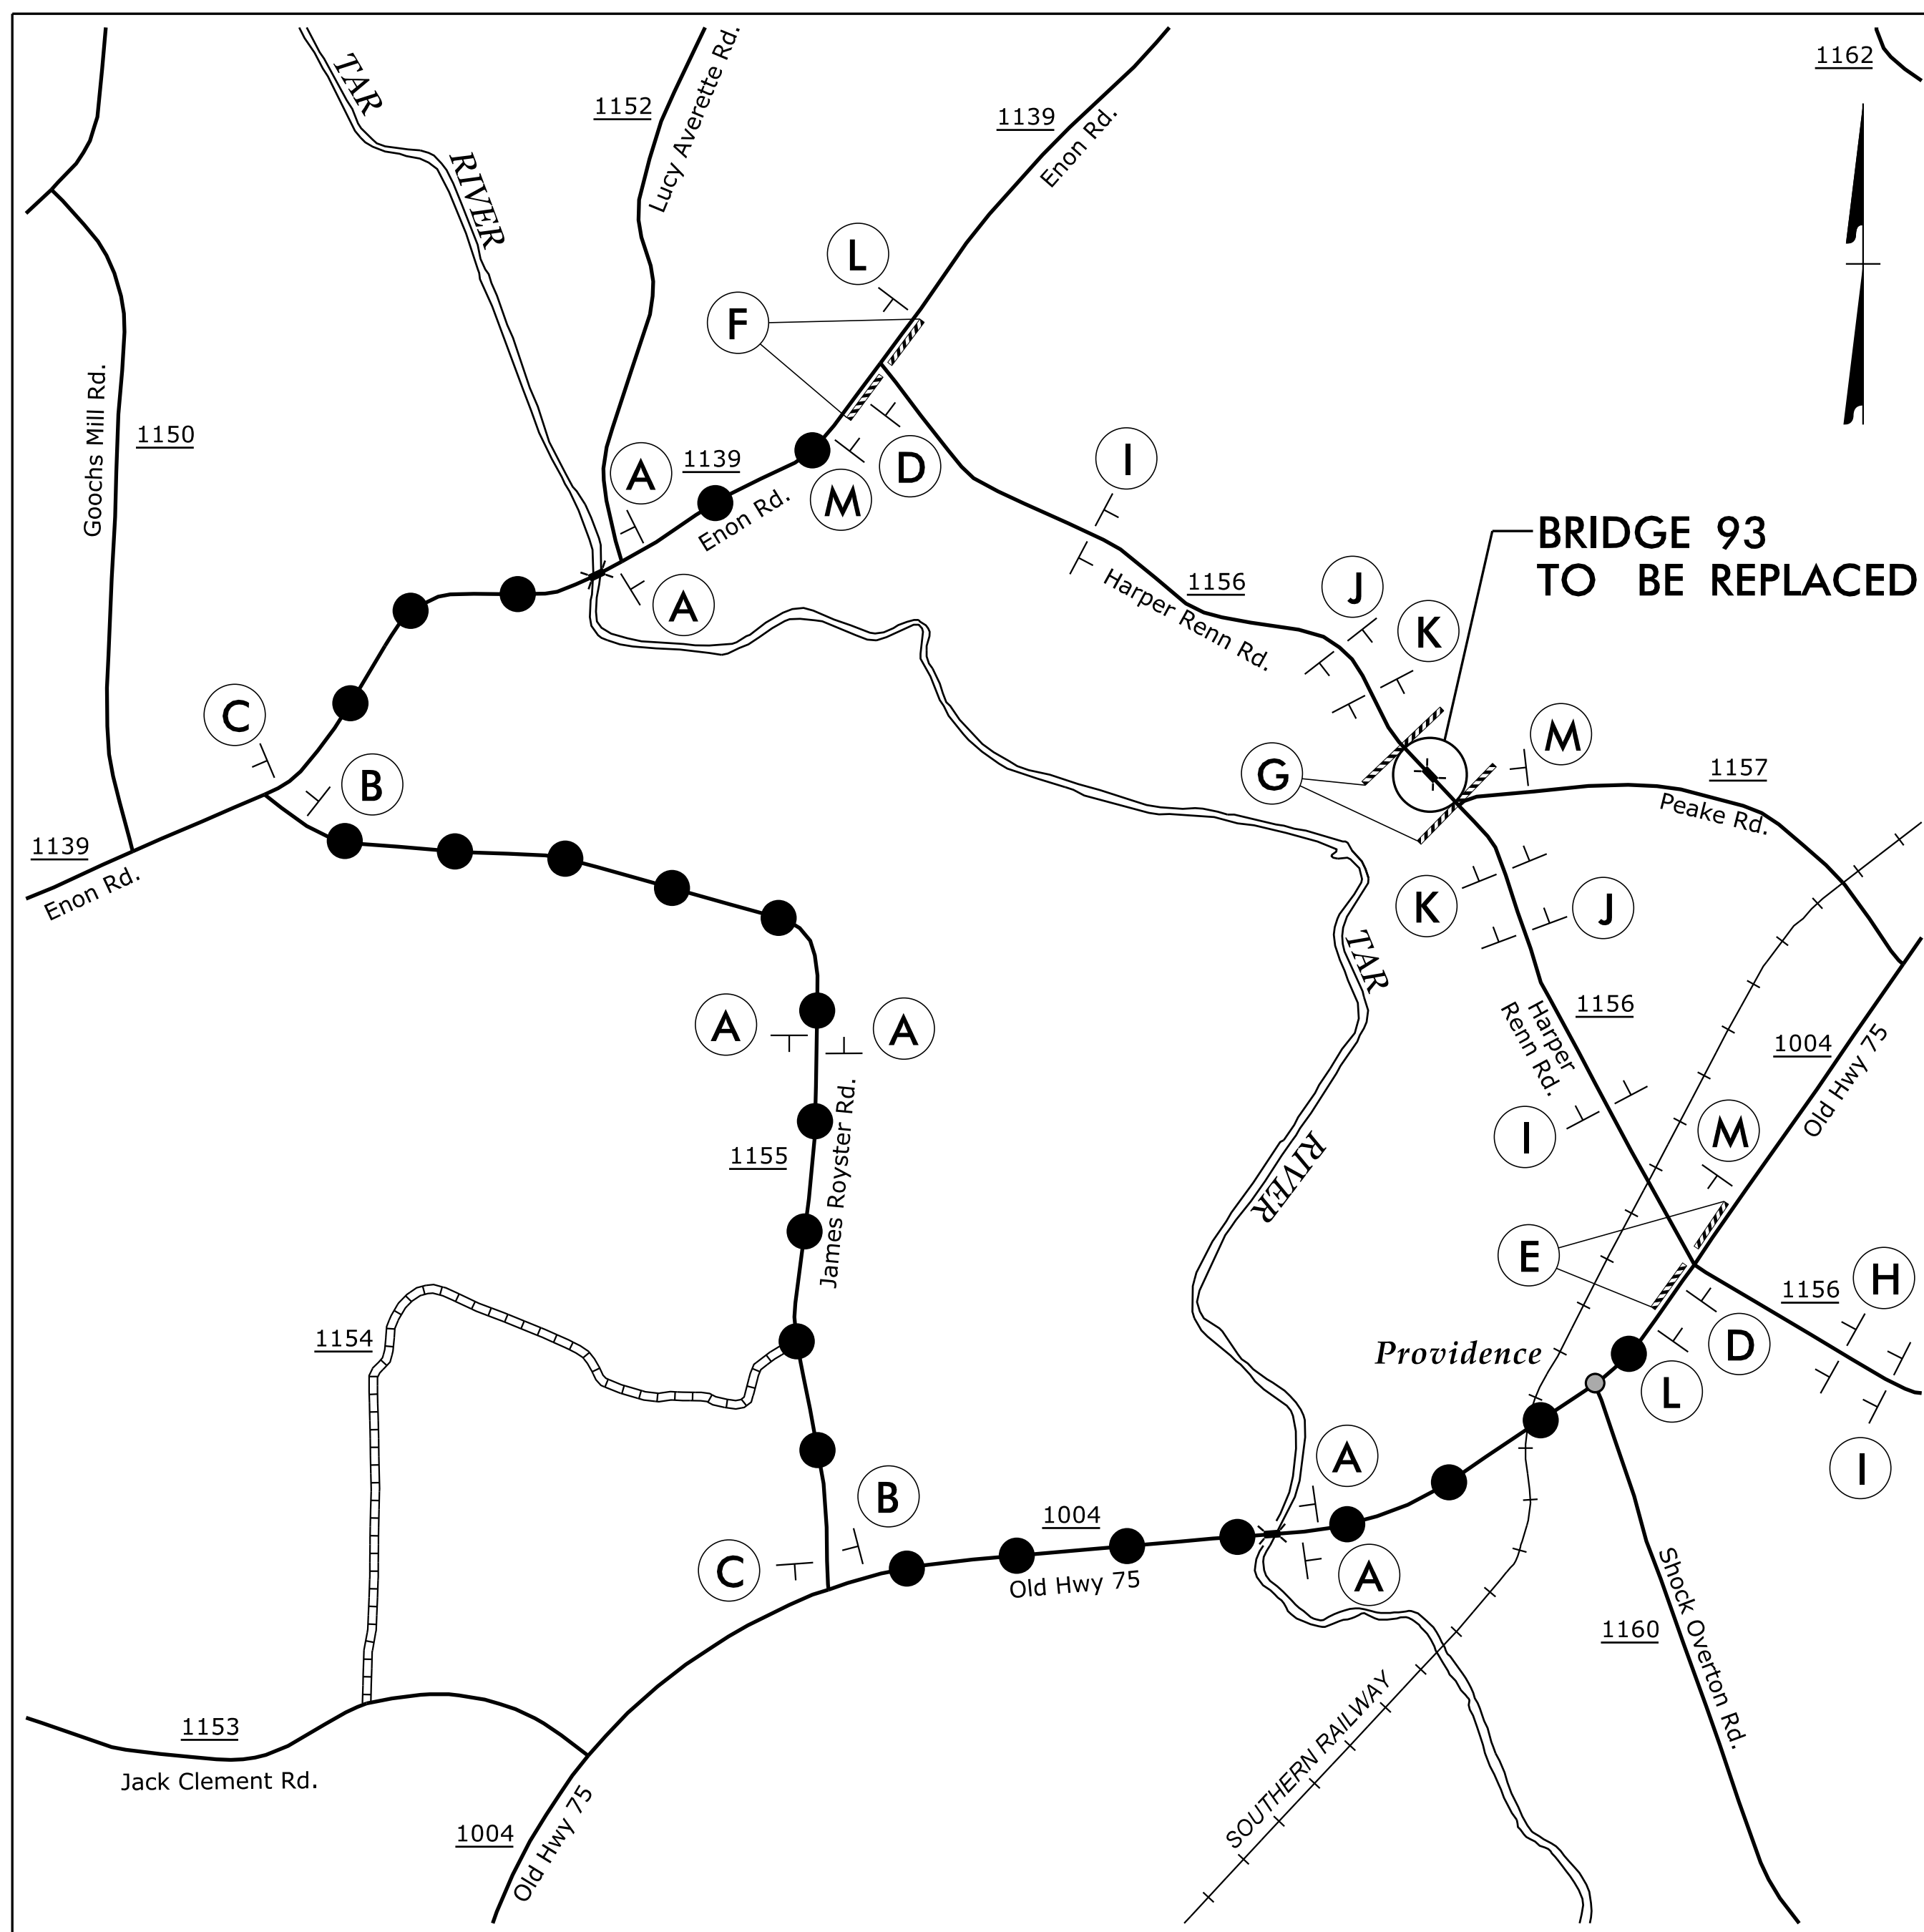 1162
TAR
RIVER
1152
Lucy Averette Rd.
1139
Enon Rd.
L
F
Goochs Mill Rd.
1150
A
1139
Enon Rd.
M
D
I
BRIDGE 93
TO BE REPLACED
A
Harper Renn Rd.
1156
J
K
C
B
G
M
1157
Peake Rd.
1139
Enon Rd.
K
J
TAR
RIVER
A
A
1155
James Royster Rd.
Harper
Renn Rd.
1156
1004
Old Hwy 75
I
M
E
1156
H
1154
Providence
D
L
I
A
B
C
1004
Old Hwy 75
A
1160
Shock Overton Rd.
1153
Jack Clement Rd.
SOUTHERN RAILWAY
1004
Old Hwy 75